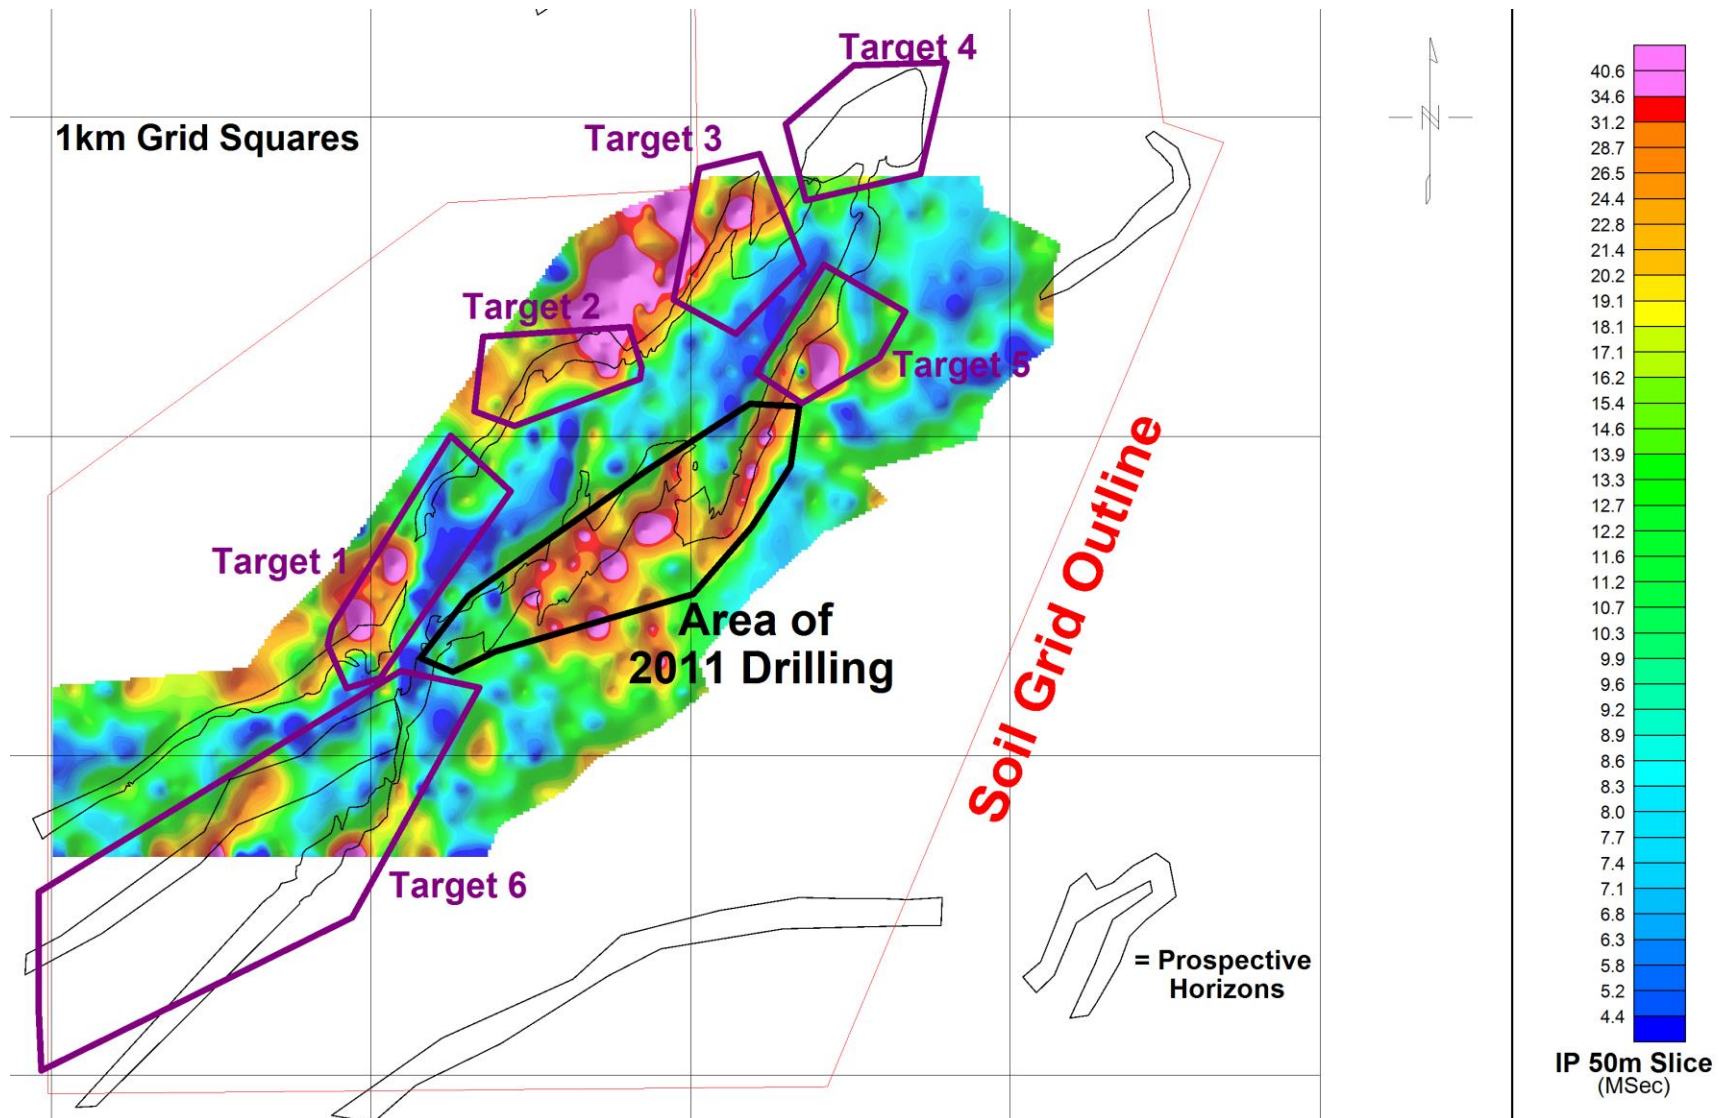 Target 4
1km Grid Squares
Target 3
N
Target 2
Target 5
Target 1
Area of
2011 Drilling
Soil Grid Outline
Target 6
= Prospective
Horizons
40.6
34.6
31.2
28.7
26.5
24.4
22.8
21.4
20.2
19.1
18.1
17.1
16.2
15.4
14.6
13.9
13.3
12.7
12.2
11.6
11.2
10.7
10.3
9.9
9.6
9.2
8.9
8.6
8.3
8.0
7.7
7.4
7.1
6.8
6.3
5.8
5.2
4.4
IP 50m Slice
(MSec)